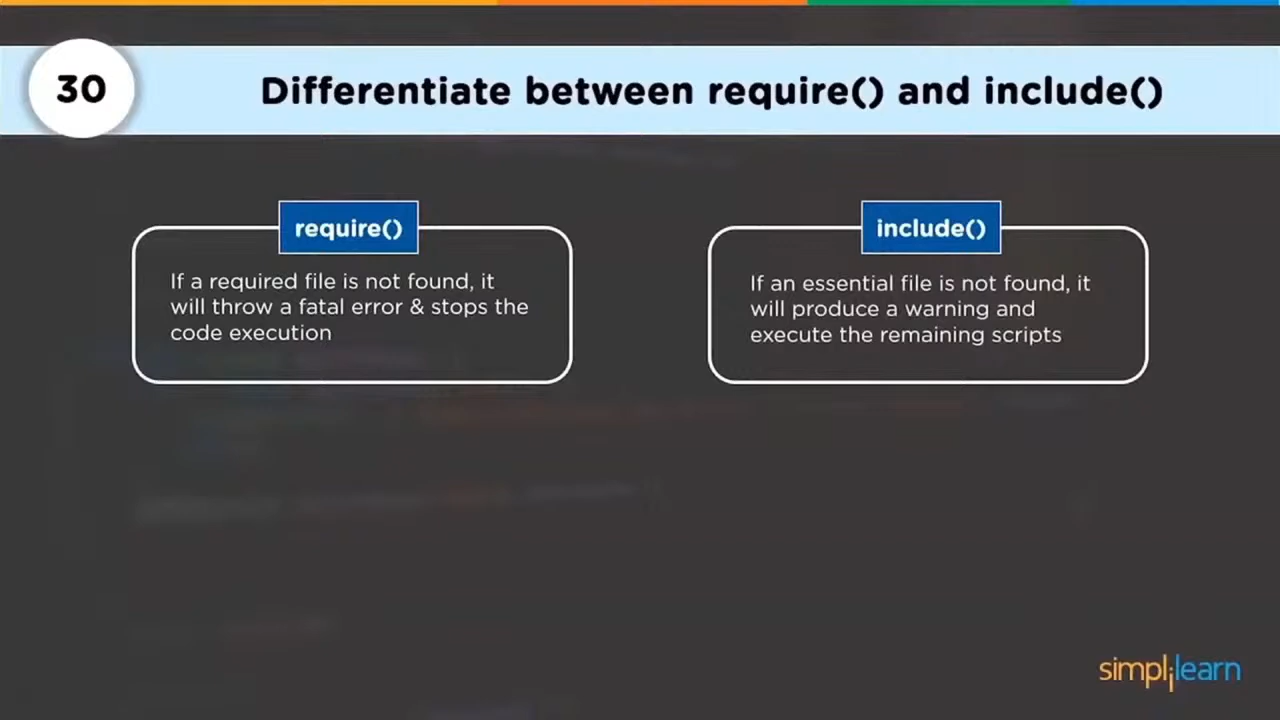 30
Differentiate between require() and include()
require()
If a required file is not found, it
will throw a fatal error & stops the
code execution
include()
If an essential file is not found, it
will produce a warning and
execute the remaining scripts
simplilearn